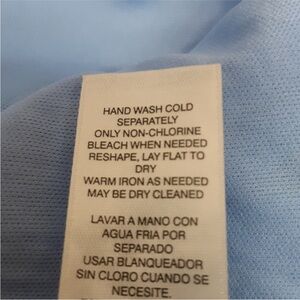 HAND WASH COLD
SEPARATELY
ONLY NON-CHLORINE
BLEACH WHEN NEEDED
RESHAPE, LAY FLAT TO
DRY
WARM IRON AS NEEDED
MAY BE DRY CLEANED
LAVAR A MANO CON
AGUA FRIA POR
SEPARADO
USAR BLANQUEADOR
SIN CLORO CUANDO SE
NECESITE.